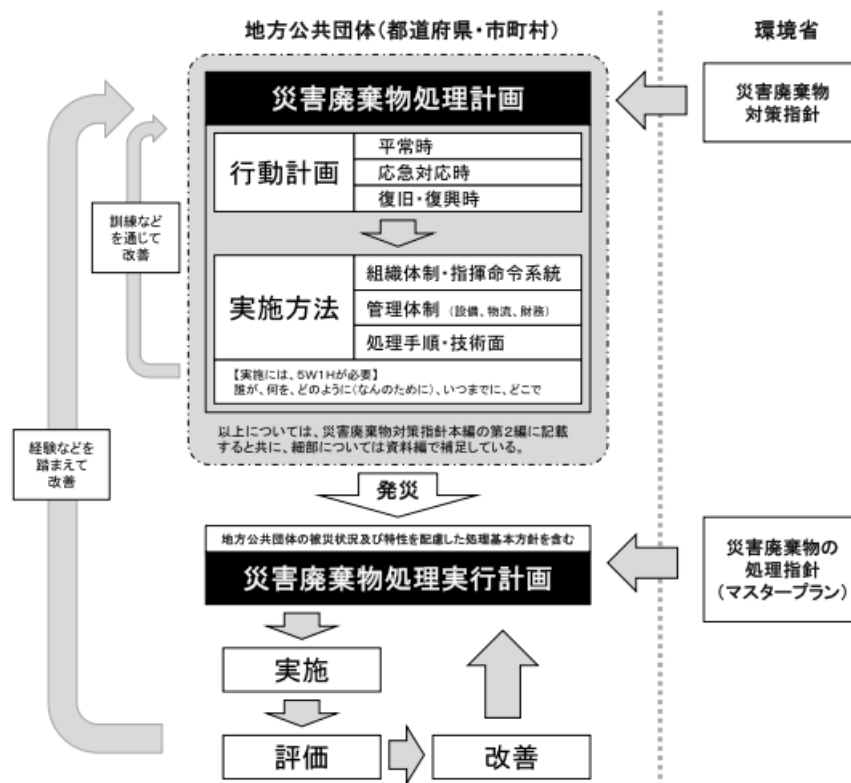 地方公共団体(都道府県・市町村)
環境省
災害廃棄物処理計画
災害廃棄物
対策指針
行動計画
平常時
応急対応時
復旧・復興時
訓練など
を通じて
改善
実施方法
組織体制・指揮命令系統
管理体制 (設備、物流、財務)
処理手順・技術面
【実施には、5W1Hが必要】
誰が、何を、どのように(なんのために)、いつまでに、どこで
以上については、災害廃棄物対策指針本編の第2編に記載
すると共に、細部については資料編で補足している。
経験などを
踏まえて
改善
発災
地方公共団体の被災状況及び特性を配慮した処理基本方針を含む
災害廃棄物処理実行計画
災害廃棄物の
処理指針
(マスタープラン)
実施
評価
改善